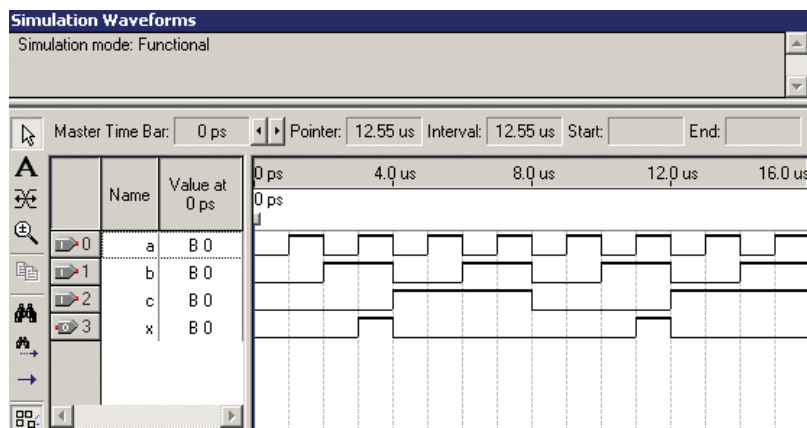 Simulation Waveforms
Simulation mode: Functional
Master Time Bar: 0 ps Pointer: 12.55 us Interval: 12.55 us Start: End:
A
Name Value at 0 ps
0 ps 4.0 us 8.0 us 12.0 us 16.0 us
0 ps
0 a B 0
1 b B 0
2 c B 0
3 x B 0